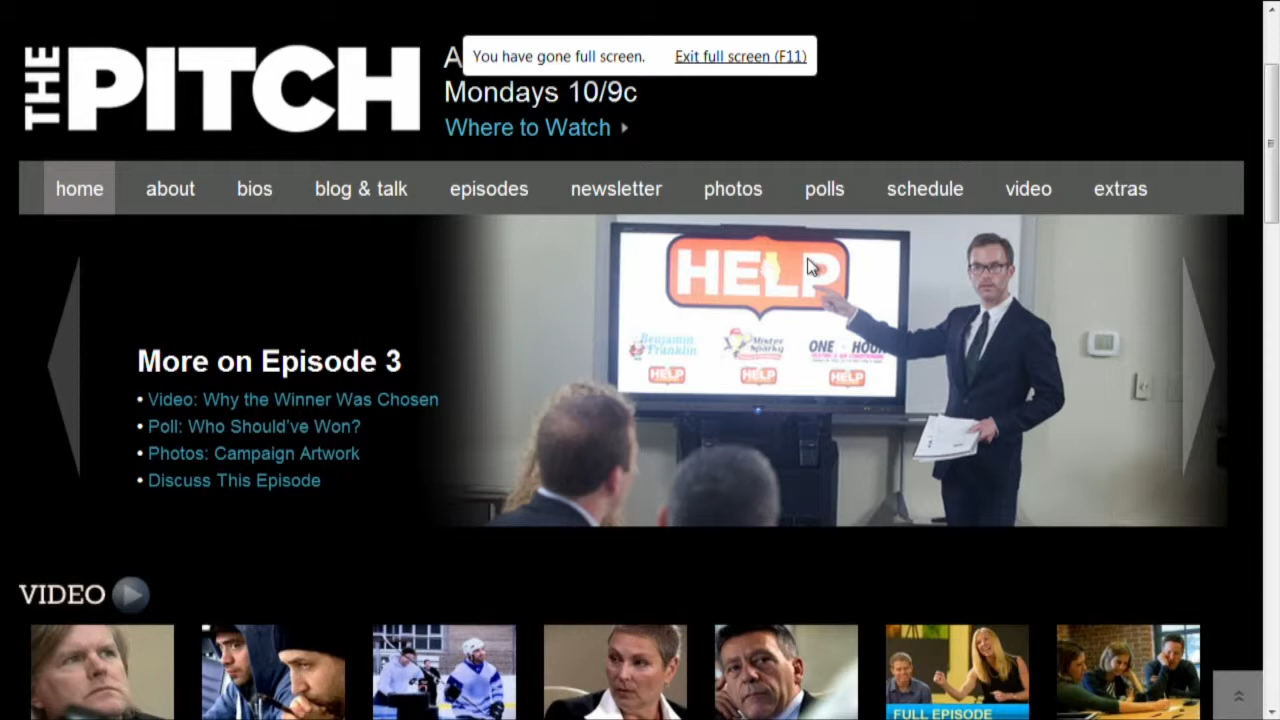 THE PITCH
A
You have gone full screen. Exit full screen (F11)
Mondays 10/9c
Where to Watch
home about bios blog & talk episodes newsletter photos polls schedule video extras
HELP
Benjamin Franklin
Mister Sparky
ONE HOUR
HELP HELP HELP
More on Episode 3
• Video: Why the Winner Was Chosen
• Poll: Who Should've Won?
• Photos: Campaign Artwork
• Discuss This Episode
VIDEO
FULL EPISODE